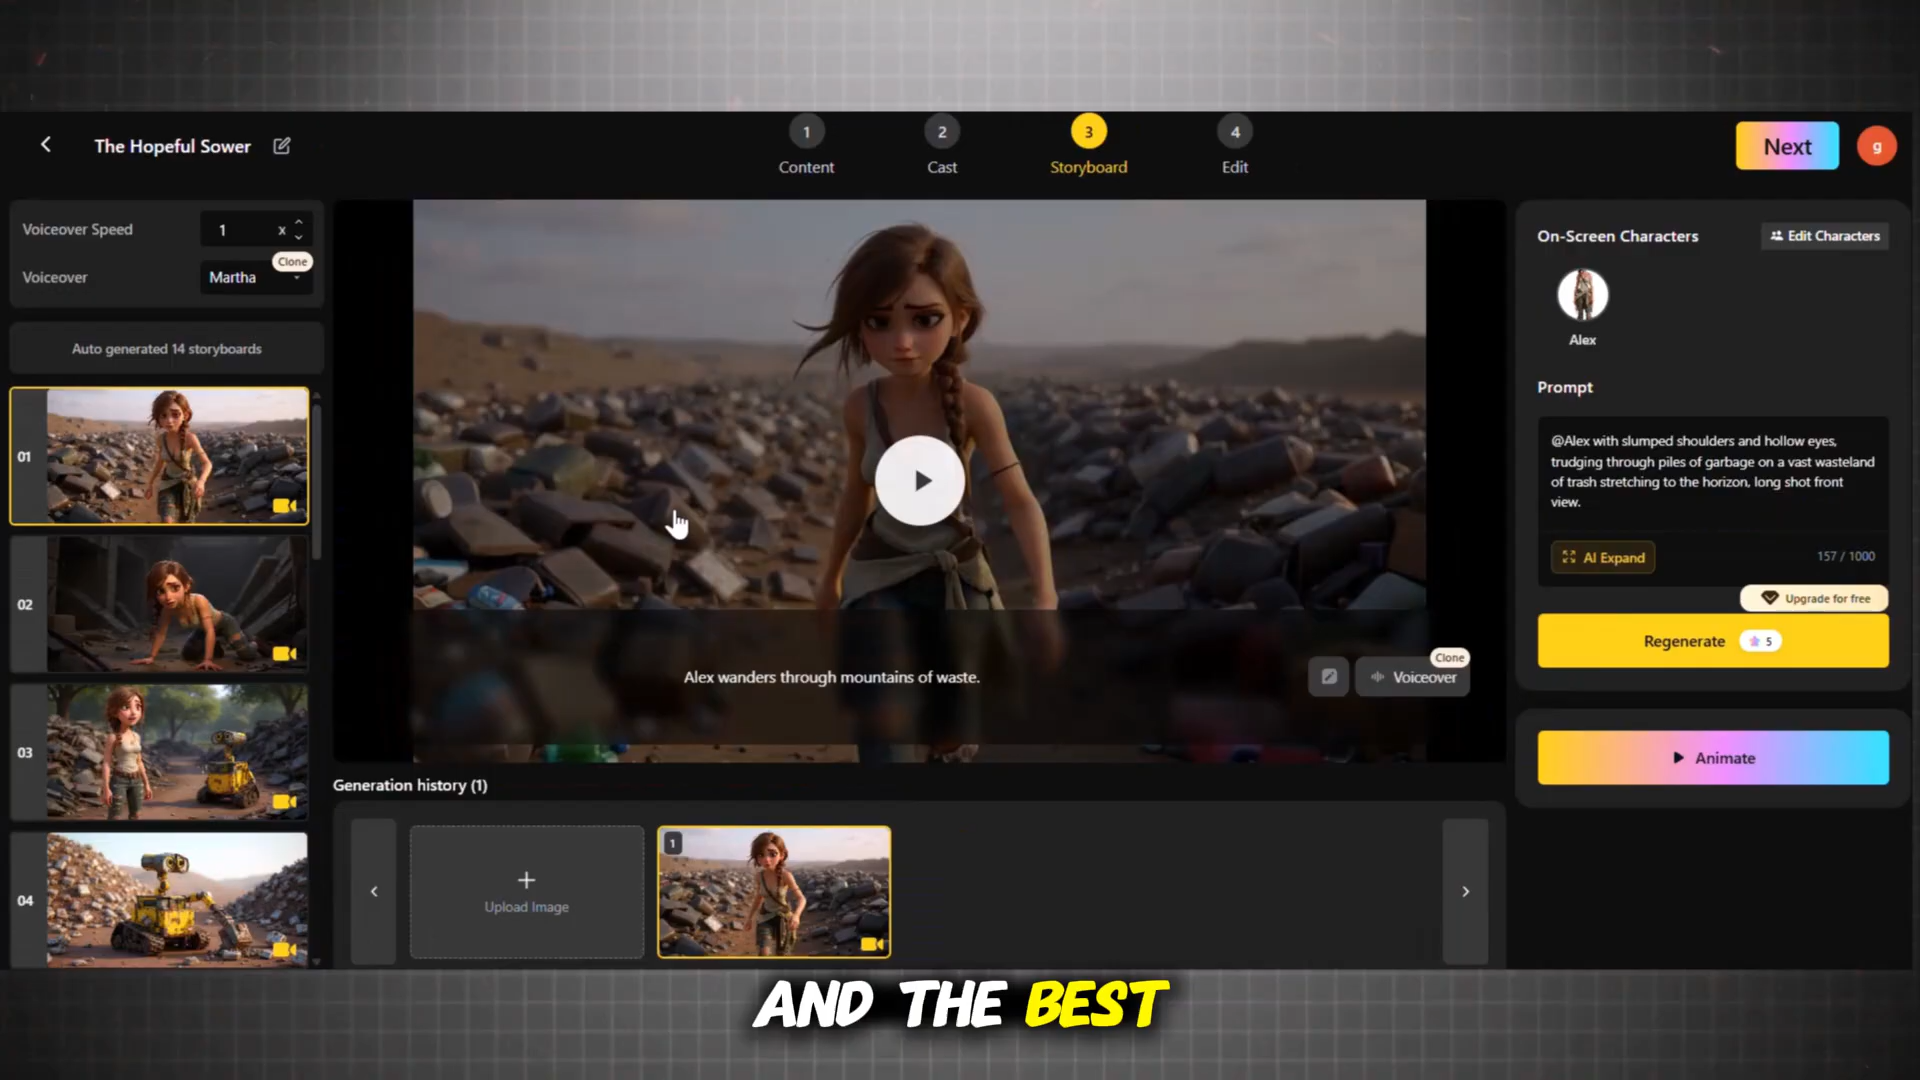 The Hopeful Sower
1
Content
2
Cast
3
Storyboard
4
Edit
Next
g
Voiceover Speed
1
x
Clone
Voiceover
Martha
Auto generated 14 storyboards
01
02
03
04
Alex wanders through mountains of waste.
Clone
Voiceover
Generation history (1)
Upload Image
1
On-Screen Characters
Edit Characters
Alex
Prompt
@Alex with slumped shoulders and hollow eyes,
trudging through piles of garbage on a vast wasteland
of trash stretching to the horizon, long shot front
view.
AI Expand
157 / 1000
Upgrade for free
Regenerate
5
Animate
AND THE BEST